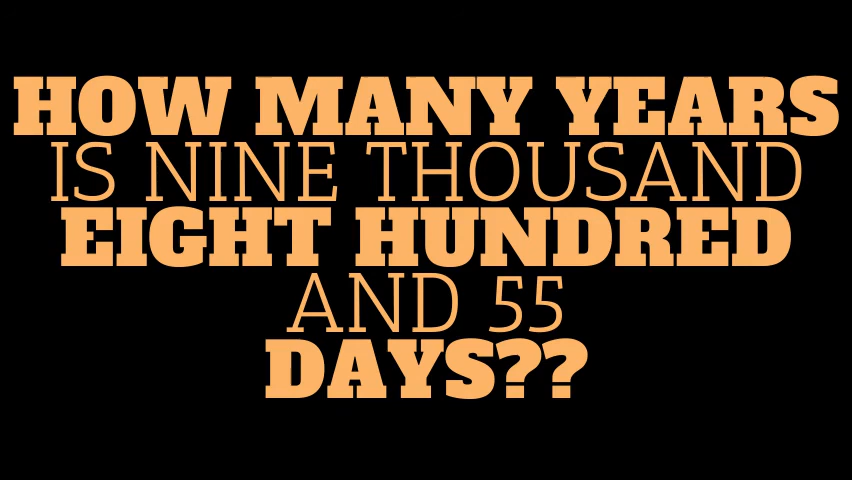 HOW MANY YEARS
IS NINE THOUSAND
EIGHT HUNDRED
AND 55
DAYS??